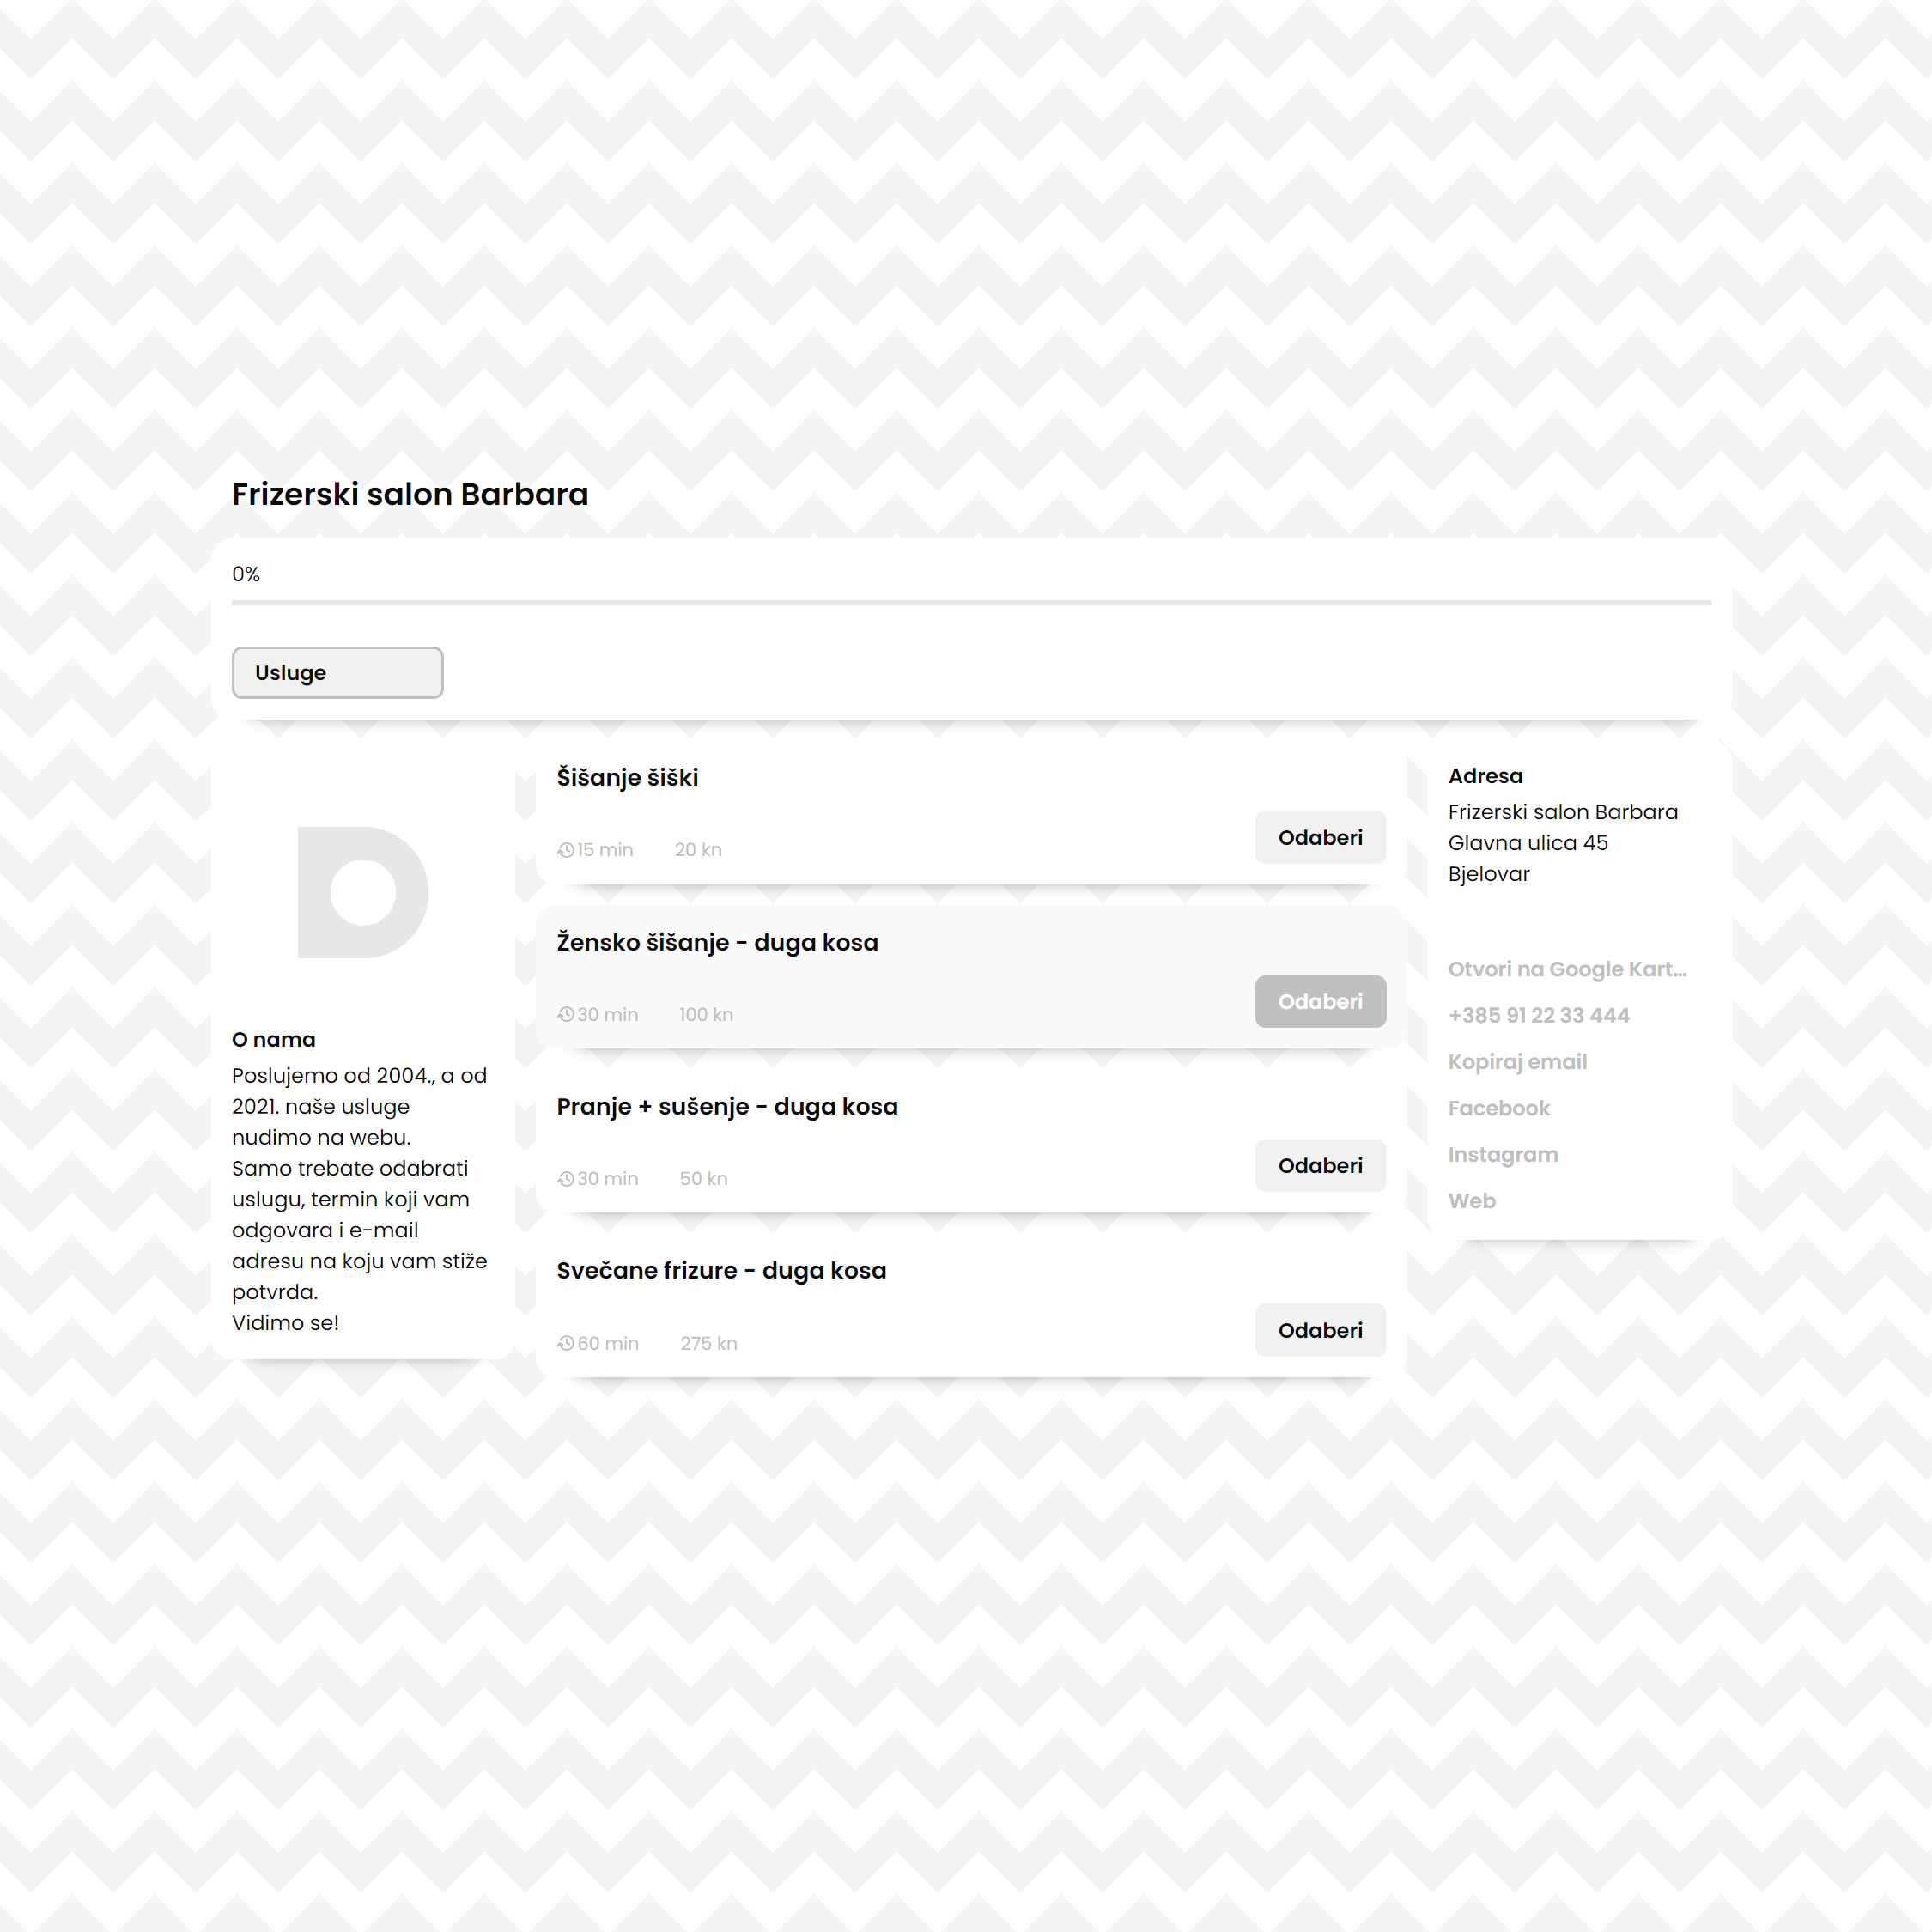 Frizerski salon Barbara
0%
Usluge
O nama
Poslujemo od 2004., a od
2021. naše usluge
nudimo na webu.
Samo trebate odabrati
uslugu, termin koji vam
odgovara i e-mail
adresu na koju vam stiže
potvrda.
Vidimo se!
Šišanje šiški
15 min 20 kn
Odaberi
Žensko šišanje - duga kosa
30 min 100 kn
Odaberi
Pranje + sušenje - duga kosa
30 min 50 kn
Odaberi
Svečane frizure - duga kosa
60 min 275 kn
Odaberi
Adresa
Frizerski salon Barbara
Glavna ulica 45
Bjelovar
Otvori na Google Kart...
+385 91 22 33 444
Kopiraj email
Facebook
Instagram
Web